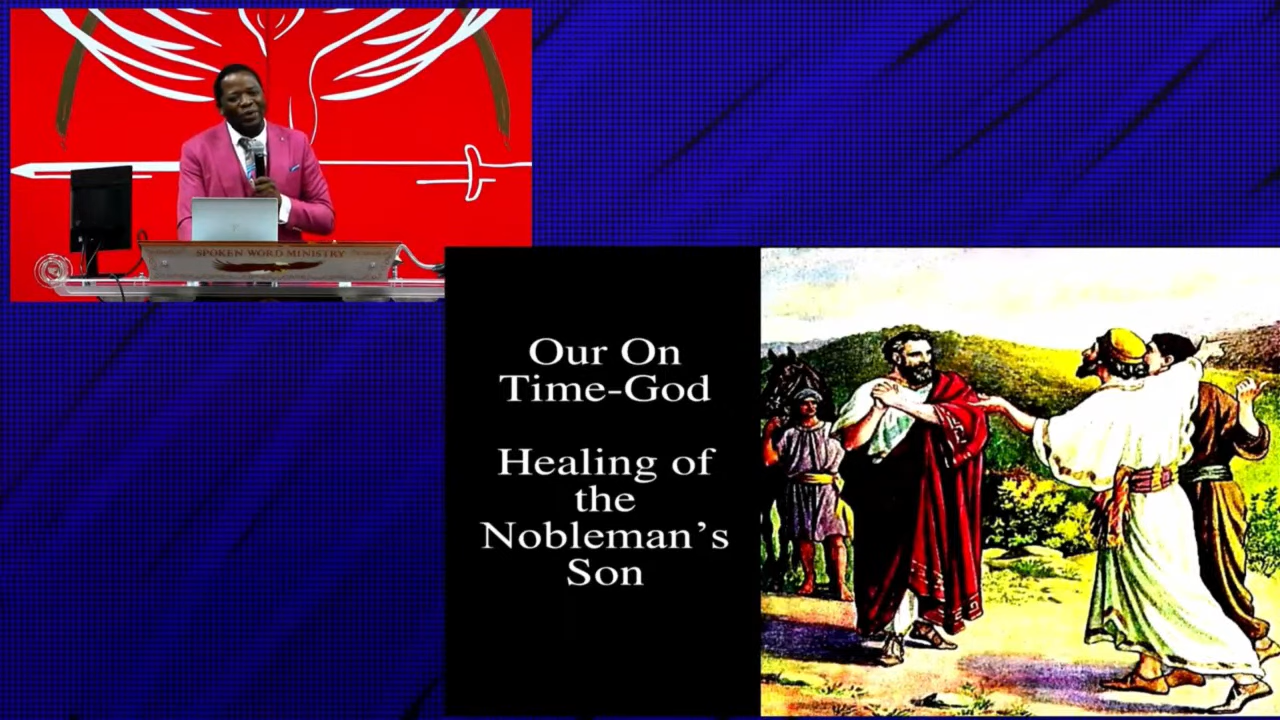 SPOKEN WORD MINISTRY
Our On
Time-God
Healing of
the
Nobleman's
Son